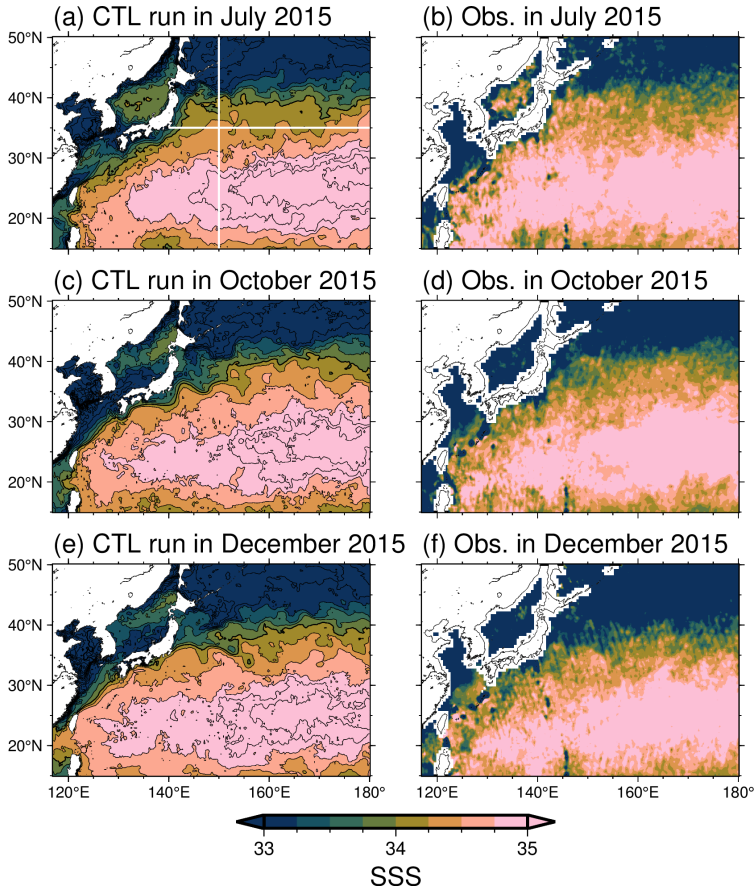 (a) CTL run in July 2015
(b) Obs. in July 2015
50°N
40°N
30°N
20°N
(c) CTL run in October 2015
(d) Obs. in October 2015
50°N
40°N
30°N
20°N
(e) CTL run in December 2015
(f) Obs. in December 2015
50°N
40°N
30°N
20°N
120°E 140°E 160°E 180° 120°E 140°E 160°E 180°
33 34 35
SSS